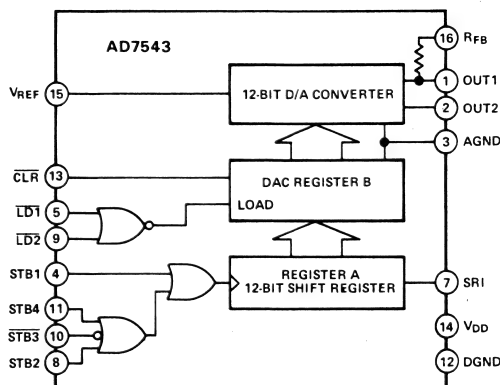 AD7543
16 RFB
VREF 15
12-BIT D/A CONVERTER
1 OUT1
2 OUT2
3 AGND
CLR 13
DAC REGISTER B
LD1 5
LOAD
LD2 9
STB1 4
REGISTER A
12-BIT SHIFT REGISTER
7 SRI
STB4 11
STB3 10
14 VDD
STB2 8
12 DGND